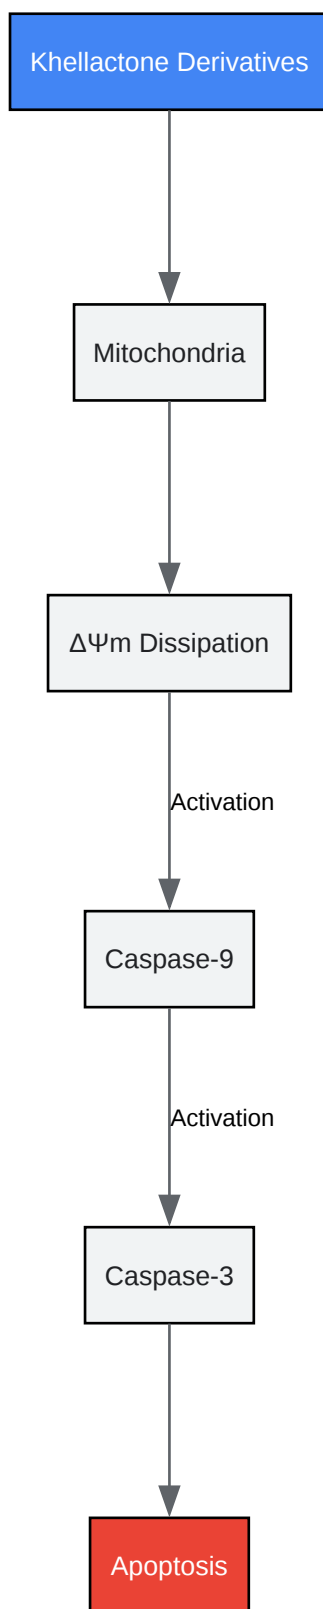 Khellactone Derivatives
Mitochondria
ΔΨm Dissipation
Activation
Caspase-9
Activation
Caspase-3
Apoptosis